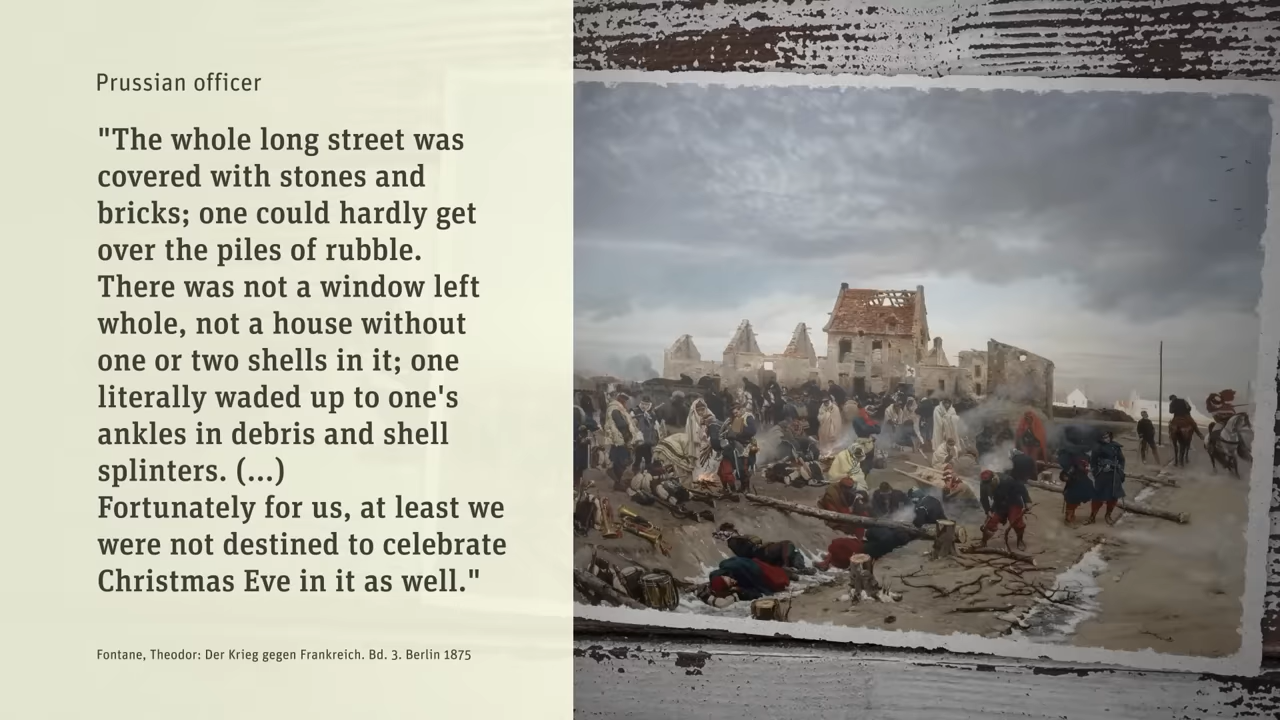 Prussian officer
"The whole long street was
covered with stones and
bricks; one could hardly get
over the piles of rubble.
There was not a window left
whole, not a house without
one or two shells in it; one
literally waded up to one's
ankles in debris and shell
splinters. (...)
Fortunately for us, at least we
were not destined to celebrate
Christmas Eve in it as well."
Fontane, Theodor: Der Krieg gegen Frankreich. Bd. 3. Berlin 1875